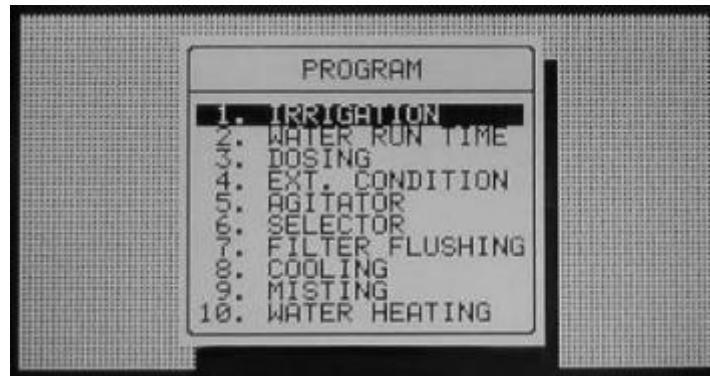 PROGRAM
1. IRRIGATION
2. WATER RUN TIME
3. DOSING
4. EXT. CONDITION
5. AGITATOR
6. SELECTOR
7. FILTER FLUSHING
8. COOLING
9. MISTING
10. WATER HEATING